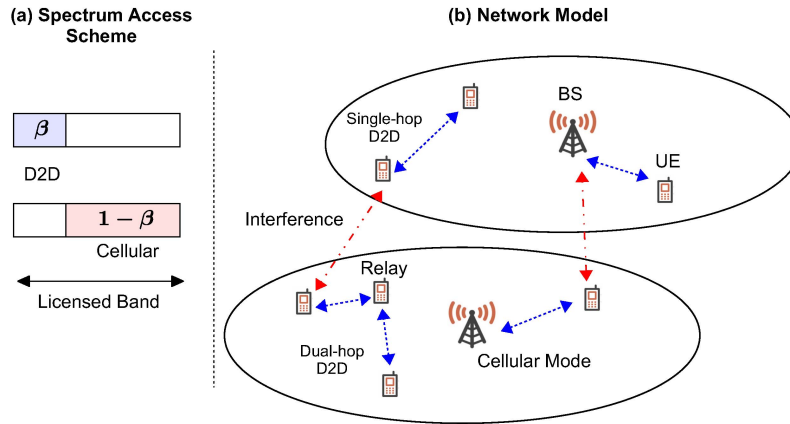 (a) Spectrum Access
Scheme
β
D2D
1 − β
Cellular
Licensed Band
(b) Network Model
Single-hop
D2D
BS
UE
Interference
Relay
Dual-hop
D2D
Cellular Mode